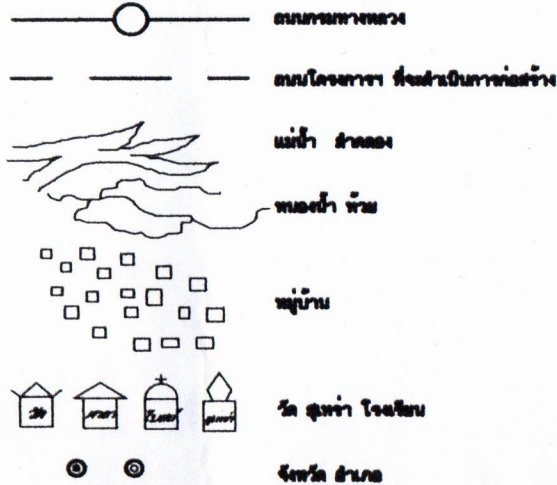 ถนนกรมทางหลวง
ถนนโครงการฯ ที่จะดำเนินการก่อสร้าง
แม่น้ำ ลำคลอง
หนองน้ำ ห้วย
หมู่บ้าน
วัด สุเหร่า โรงเรียน
จังหวัด อำเภอ